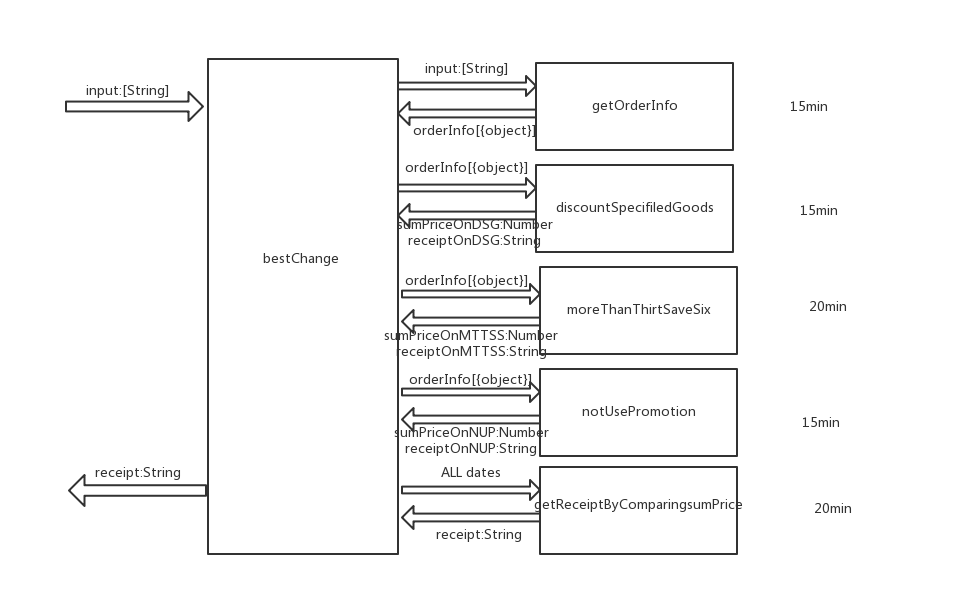 input:[String]
input:[String]
getOrderInfo
15min
orderInfo[{object}]
orderInfo[{object}]
discountSpecifiledGoods
15min
sumPriceOnDSG:Number
receiptOnDSG:String
bestChange
orderInfo[{object}]
moreThanThirtSaveSix
20min
sumPriceOnMTTSS:Number
receiptOnMTTSS:String
orderInfo[{object}]
notUsePromotion
15min
sumPriceOnNUP:Number
receiptOnNUP:String
receipt:String
ALL dates
getReceiptByComparingsumPrice
20min
receipt:String